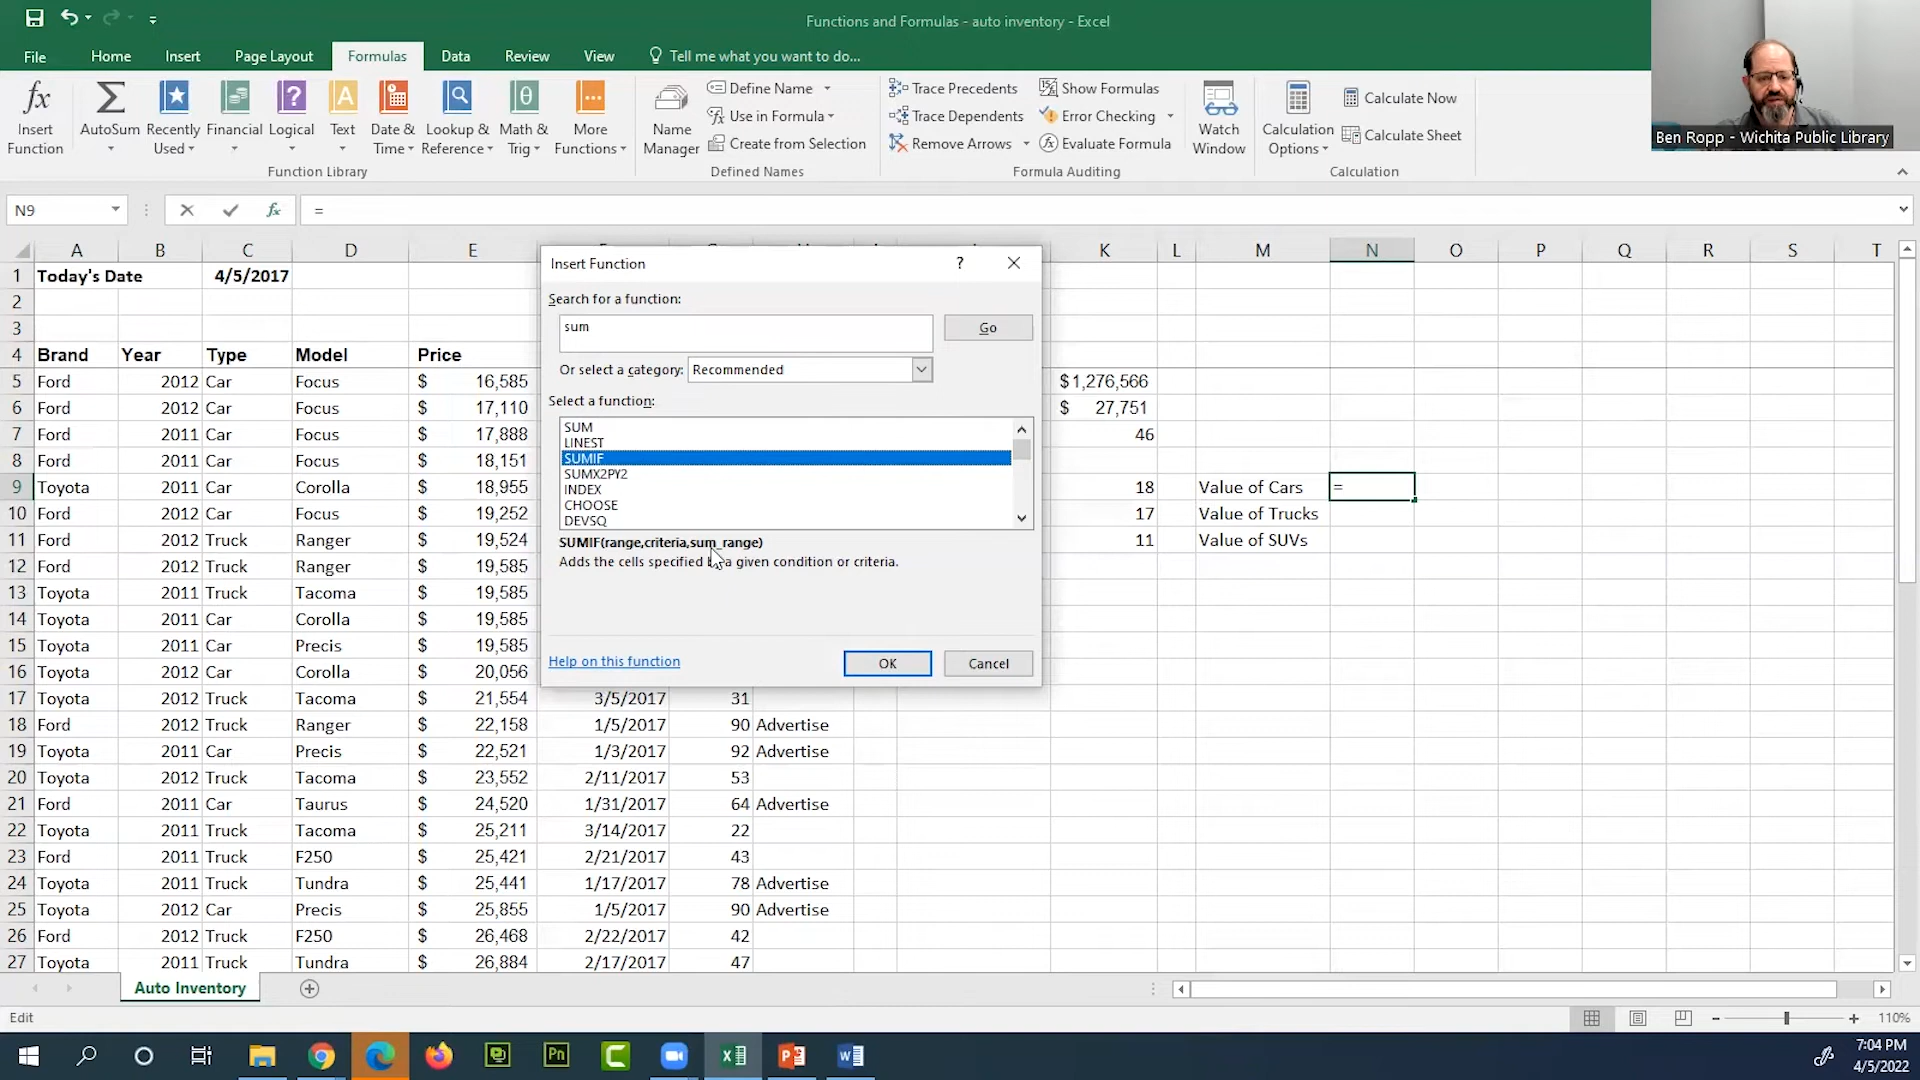 Functions and Formulas - auto inventory - Excel
File Home Insert Page Layout Formulas Data Review View Tell me what you want to do...
Insert Function
AutoSum
Recently Used
Financial
Logical
Text
Date & Time
Lookup & Reference
Math & Trig
More Functions
Function Library
Name Manager
Define Name
Use in Formula
Create from Selection
Defined Names
Trace Precedents
Trace Dependents
Remove Arrows
Show Formulas
Error Checking
Evaluate Formula
Formula Auditing
Watch Window
Calculation Options
Calculate Now
Calculate Sheet
Calculation
Ben Ropp - Wichita Public Library
N9 fx =
A B C D E K L M N O P Q R S T
1 Today's Date 4/5/2017
2
3
4 Brand Year Type Model Price
5 Ford 2012 Car Focus $ 16,585 $1,276,566
6 Ford 2012 Car Focus $ 17,110 $ 27,751
7 Ford 2011 Car Focus $ 17,888 46
8 Ford 2011 Car Focus $ 18,151
9 Toyota 2011 Car Corolla $ 18,955 18 Value of Cars =
10 Ford 2012 Car Focus $ 19,252 17 Value of Trucks
11 Ford 2012 Truck Ranger $ 19,524 11 Value of SUVs
12 Ford 2012 Truck Ranger $ 19,585
13 Toyota 2011 Truck Tacoma $ 19,585
14 Toyota 2011 Car Corolla $ 19,585
15 Toyota 2011 Car Precis $ 19,585
16 Toyota 2012 Car Corolla $ 20,056
17 Toyota 2012 Truck Tacoma $ 21,554 3/5/2017 31
18 Ford 2012 Truck Ranger $ 22,158 1/5/2017 90 Advertise
19 Toyota 2011 Car Precis $ 22,521 1/3/2017 92 Advertise
20 Toyota 2012 Truck Tacoma $ 23,552 2/11/2017 53
21 Ford 2011 Car Taurus $ 24,520 1/31/2017 64 Advertise
22 Toyota 2011 Truck Tacoma $ 25,211 3/14/2017 22
23 Ford 2011 Truck F250 $ 25,421 2/21/2017 43
24 Toyota 2011 Truck Tundra $ 25,441 1/17/2017 78 Advertise
25 Toyota 2012 Car Precis $ 25,855 1/5/2017 90 Advertise
26 Ford 2012 Truck F250 $ 26,468 2/22/2017 42
27 Toyota 2011 Truck Tundra $ 26,884 2/17/2017 47
Insert Function ?
Search for a function:
sum
Go
Or select a category: Recommended
Select a function:
SUM
LINEST
SUMIF
SUMX2PY2
INDEX
CHOOSE
DEVSQ
SUMIF(range,criteria,sum_range)
Adds the cells specified a given condition or criteria.
Help on this function
OK
Cancel
Auto Inventory
Edit
110%
Pn
7:04 PM
4/5/2022